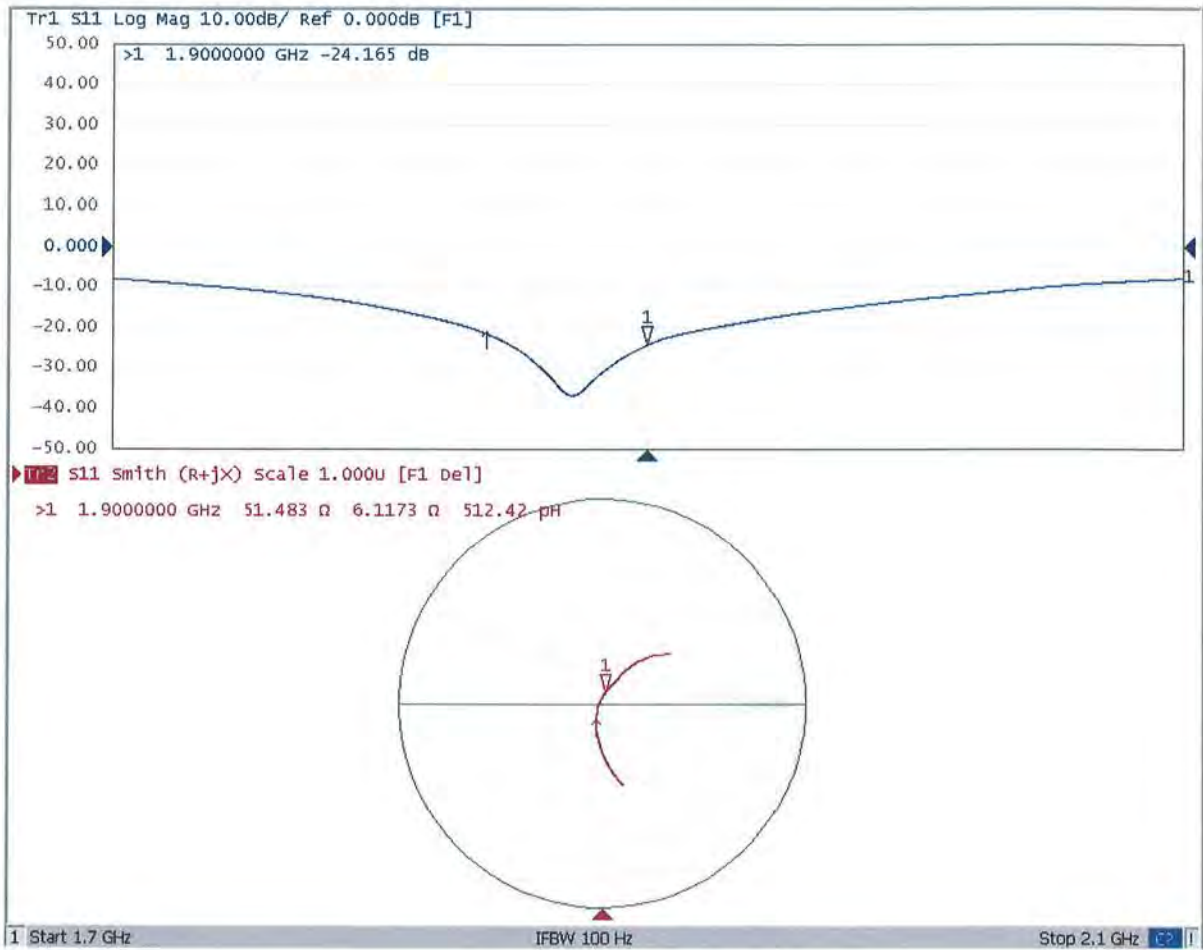 Tr1 S11 Log Mag 10.00dB/ Ref 0.000dB [F1]
50.00
>1 1.9000000 GHz -24.165 dB
40.00
30.00
20.00
10.00
0.000
-10.00
1
-20.00
1
-30.00
-40.00
-50.00
Tr2 S11 Smith (R+jX) Scale 1.000U [F1 Del]
>1 1.9000000 GHz 51.483 Ω 6.1173 Ω 512.42 pH
1
1 Start 1.7 GHz IFBW 100 Hz Stop 2.1 GHz C? !